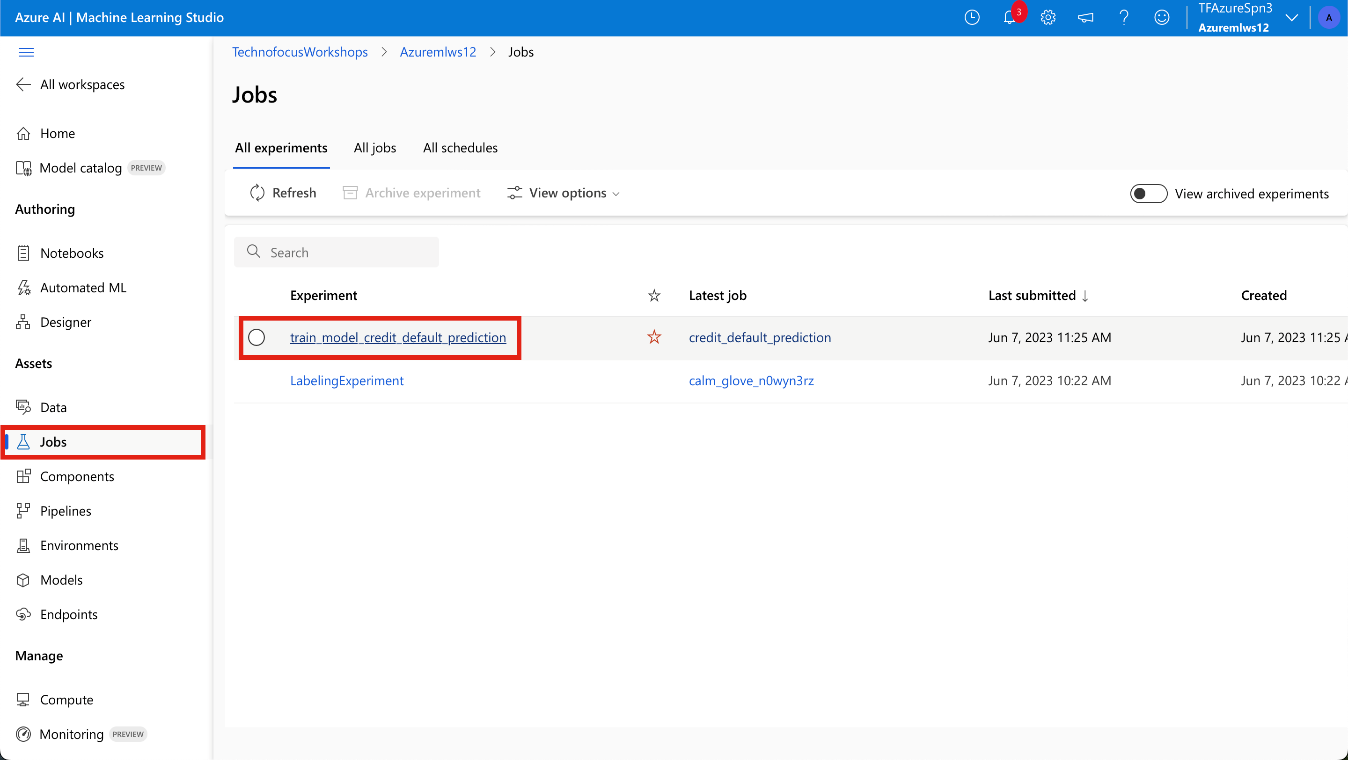 Azure AI | Machine Learning Studio
3
TFAzureSpn3
Azuremlws12
A
All workspaces
Home
Model catalog PREVIEW
Authoring
Notebooks
Automated ML
Designer
Assets
Data
Jobs
Components
Pipelines
Environments
Models
Endpoints
Manage
Compute
Monitoring PREVIEW
TechnofocusWorkshops > Azuremlws12 > Jobs
Jobs
All experiments All jobs All schedules
Refresh Archive experiment View options View archived experiments
Search
Experiment Latest job Last submitted ↓ Created
train_model_credit_default_prediction credit_default_prediction Jun 7, 2023 11:25 AM Jun 7, 2023 11:25
LabelingExperiment calm_glove_n0wyn3rz Jun 7, 2023 10:22 AM Jun 7, 2023 10:22